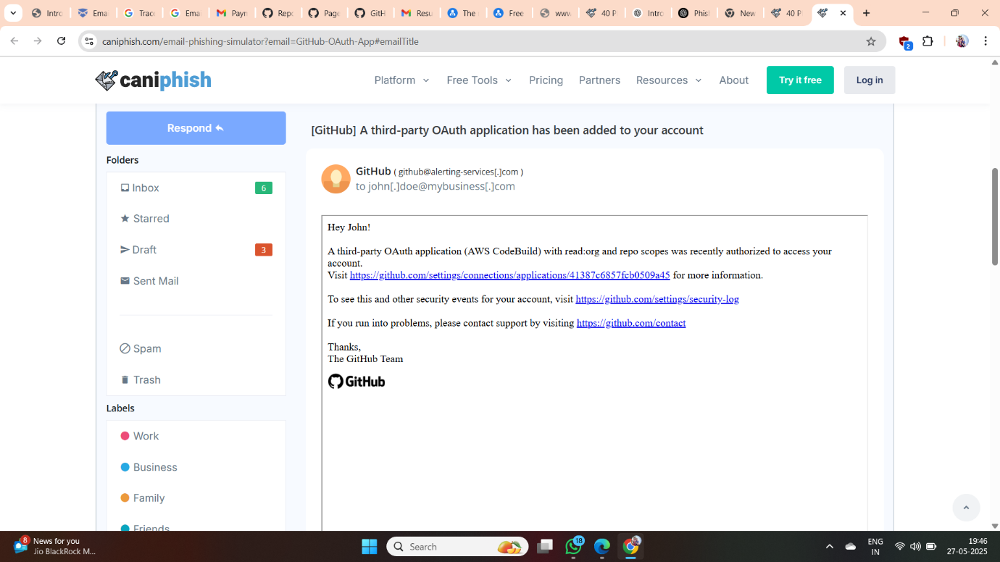 Intro
Emai
Trace
Ema
Payn
Repo
Page
GitH
Resu
The
Free
www
40 P
Intro
Phis
New
40 P
caniphish.com/email-phishing-simulator?email=GitHub-OAuth-App#emailTitle
2
caniphish
Platform
Free Tools
Pricing
Partners
Resources
About
Try it free
Log in
Respond
Folders
Inbox 6
Starred
Draft 3
Sent Mail
Spam
Trash
Labels
Work
Business
Family
Friends
[GitHub] A third-party OAuth application has been added to your account
GitHub ( github@alerting-services[.]com )
to john[.]doe@mybusiness[.]com
Hey John!
A third-party OAuth application (AWS CodeBuild) with read:org and repo scopes was recently authorized to access your
account.
Visit https://github.com/settings/connections/applications/41387c6857fcb0509a45 for more information.
To see this and other security events for your account, visit https://github.com/settings/security-log
If you run into problems, please contact support by visiting https://github.com/contact
Thanks,
The GitHub Team
GitHub
8
News for you
Jio BlackRock M...
Search
18
ENG
IN
19:46
27-05-2025